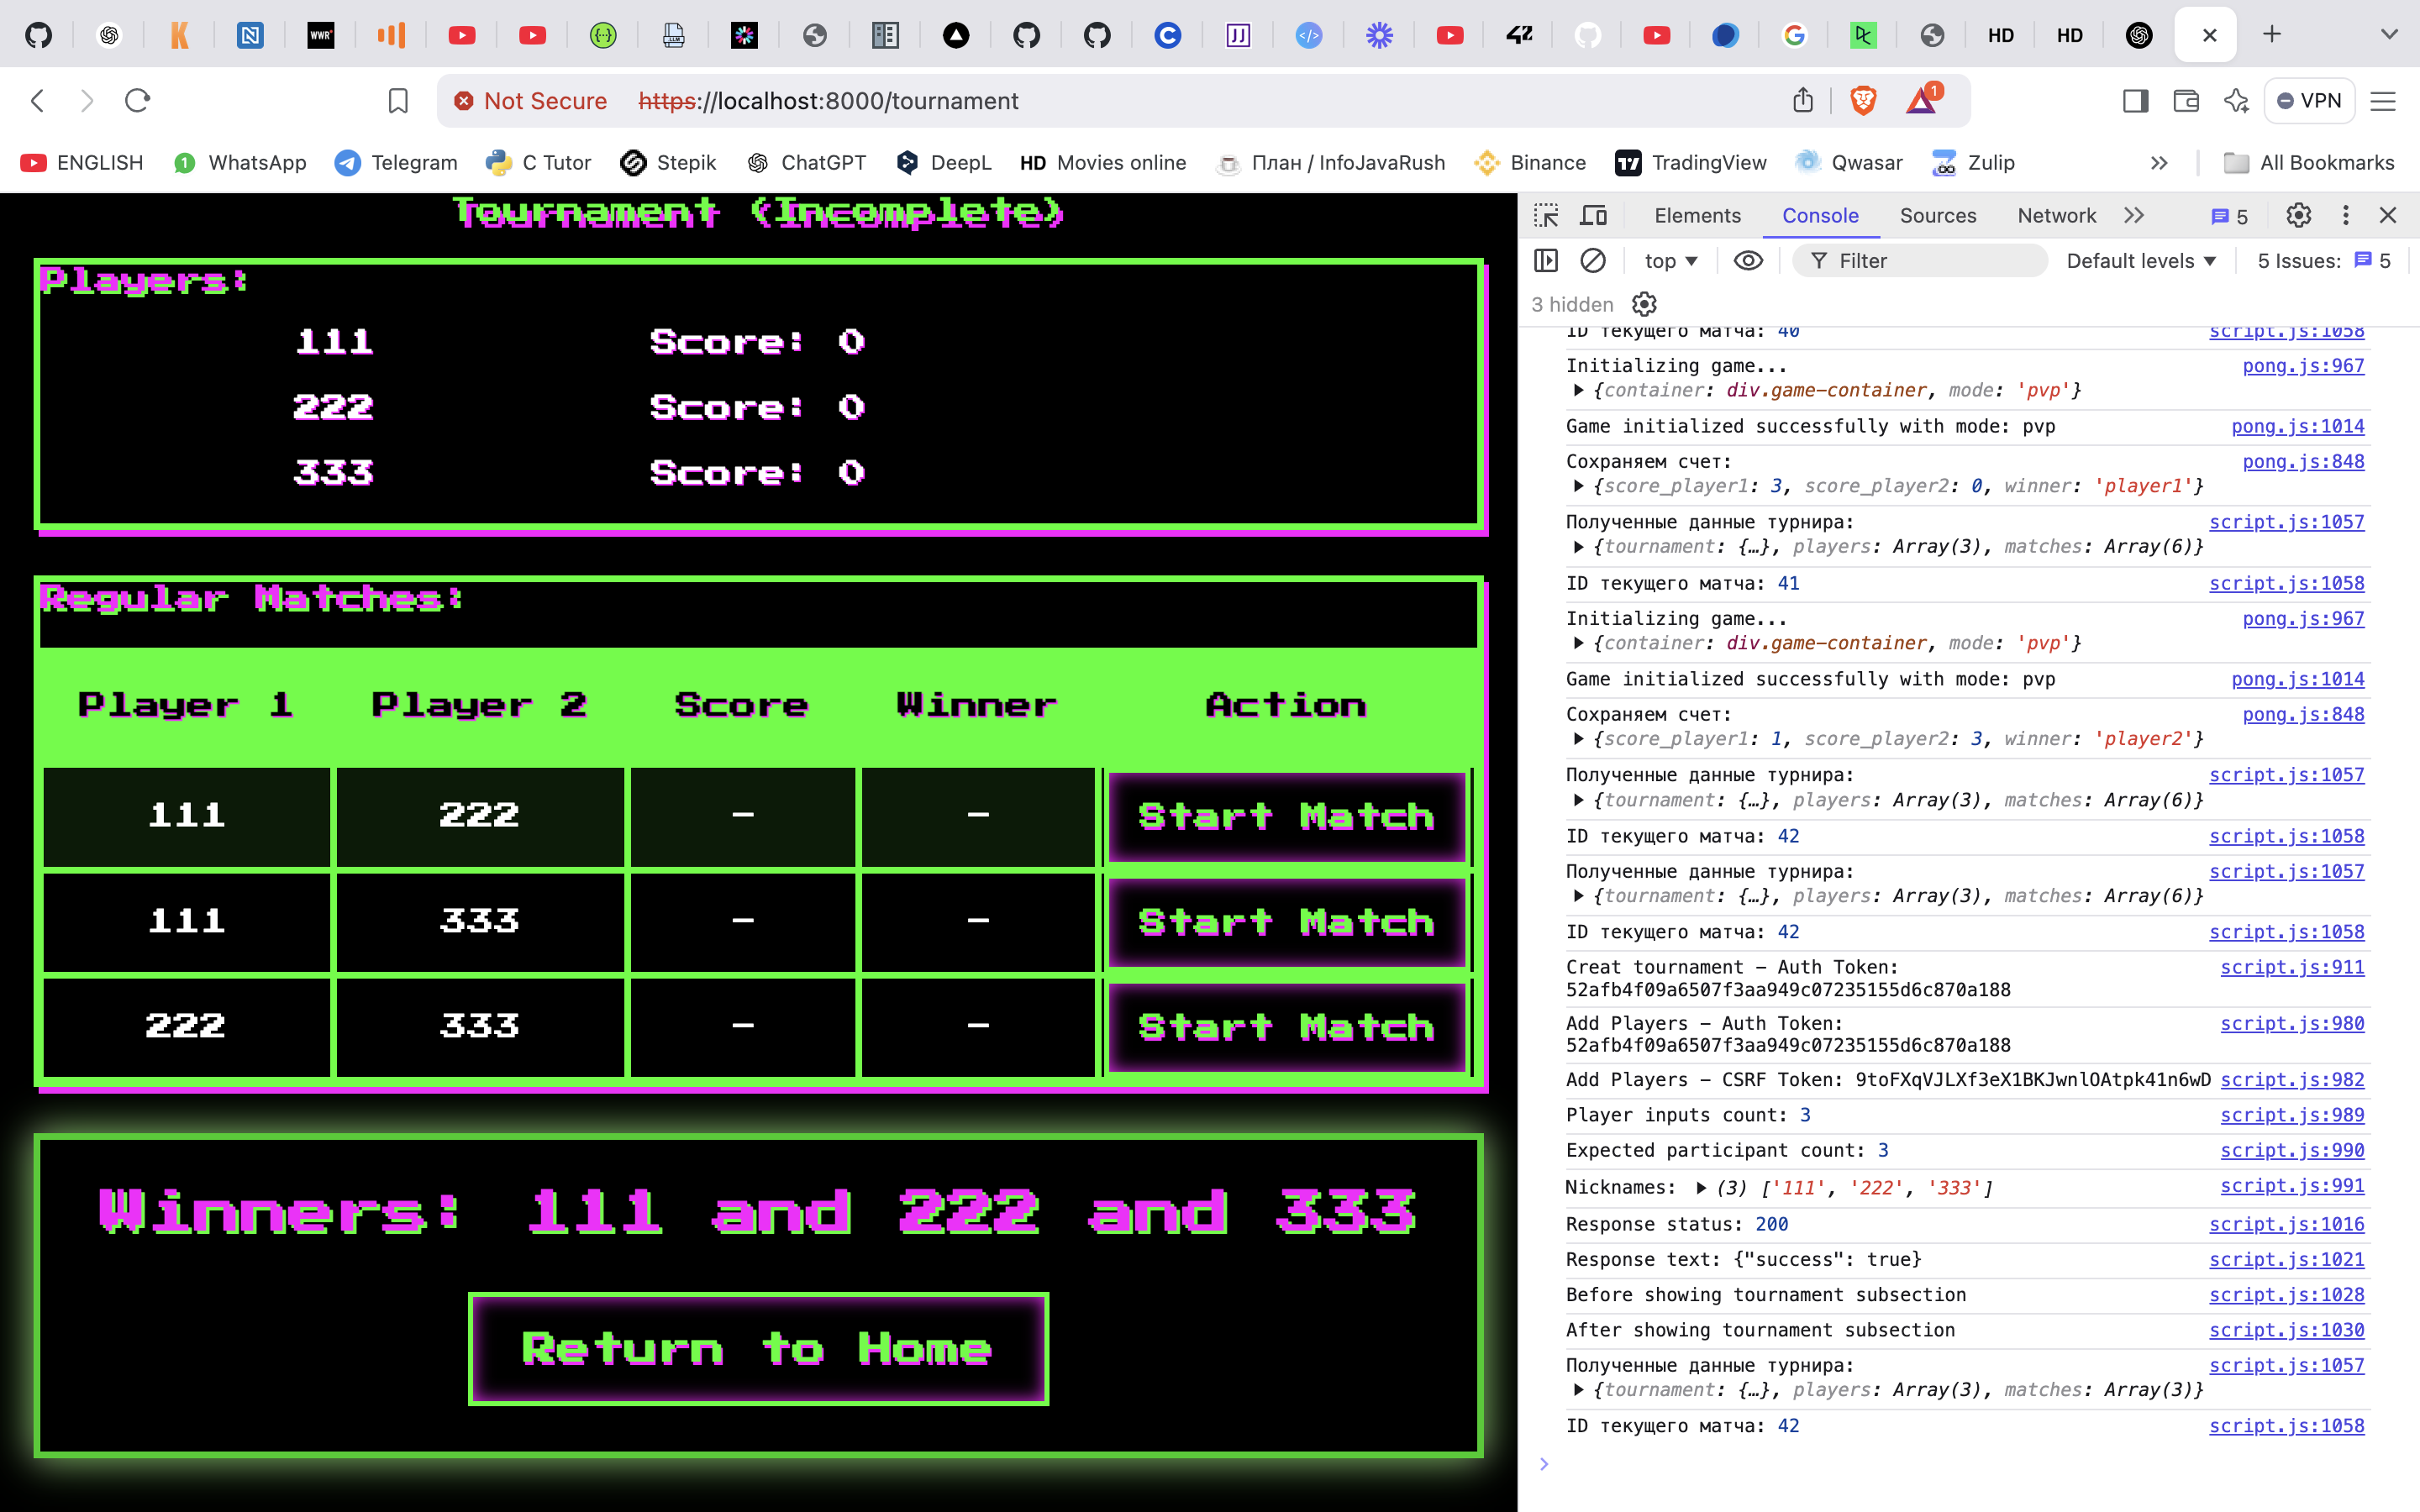 Not Secure https://localhost:8000/tournament
1
VPN
ENGLISH
1 WhatsApp
Telegram
C Tutor
Stepik
ChatGPT
DeepL
HD Movies online
План / InfoJavaRush
Binance
TradingView
Qwasar
Zulip
All Bookmarks
Tournament (Incomplete)
Players:
111 Score: 0
222 Score: 0
333 Score: 0
Regular Matches:
Player 1 Player 2 Score Winner Action
111 222 – – Start Match
111 333 – – Start Match
222 333 – – Start Match
Winners: 111 and 222 and 333
Return to Home
Elements Console Sources Network 5
top Filter Default levels 5 Issues: 5
3 hidden
ID текущего матча: 40 script.js:1058
Initializing game... pong.js:967
{container: div.game-container, mode: 'pvp'}
Game initialized successfully with mode: pvp pong.js:1014
Сохраняем счет: pong.js:848
{score_player1: 3, score_player2: 0, winner: 'player1'}
Полученные данные турнира: script.js:1057
{tournament: {…}, players: Array(3), matches: Array(6)}
ID текущего матча: 41 script.js:1058
Initializing game... pong.js:967
{container: div.game-container, mode: 'pvp'}
Game initialized successfully with mode: pvp pong.js:1014
Сохраняем счет: pong.js:848
{score_player1: 1, score_player2: 3, winner: 'player2'}
Полученные данные турнира: script.js:1057
{tournament: {…}, players: Array(3), matches: Array(6)}
ID текущего матча: 42 script.js:1058
Полученные данные турнира: script.js:1057
{tournament: {…}, players: Array(3), matches: Array(6)}
ID текущего матча: 42 script.js:1058
Creat tournament - Auth Token: script.js:911
52afb4f09a6507f3aa949c07235155d6c870a188
Add Players - Auth Token: script.js:980
52afb4f09a6507f3aa949c07235155d6c870a188
Add Players - CSRF Token: 9toFXqVJLXf3eX1BKJwnlOAtpk41n6wD script.js:982
Player inputs count: 3 script.js:989
Expected participant count: 3 script.js:990
Nicknames: (3) ['111', '222', '333'] script.js:991
Response status: 200 script.js:1016
Response text: {"success": true} script.js:1021
Before showing tournament subsection script.js:1028
After showing tournament subsection script.js:1030
Полученные данные турнира: script.js:1057
{tournament: {…}, players: Array(3), matches: Array(3)}
ID текущего матча: 42 script.js:1058